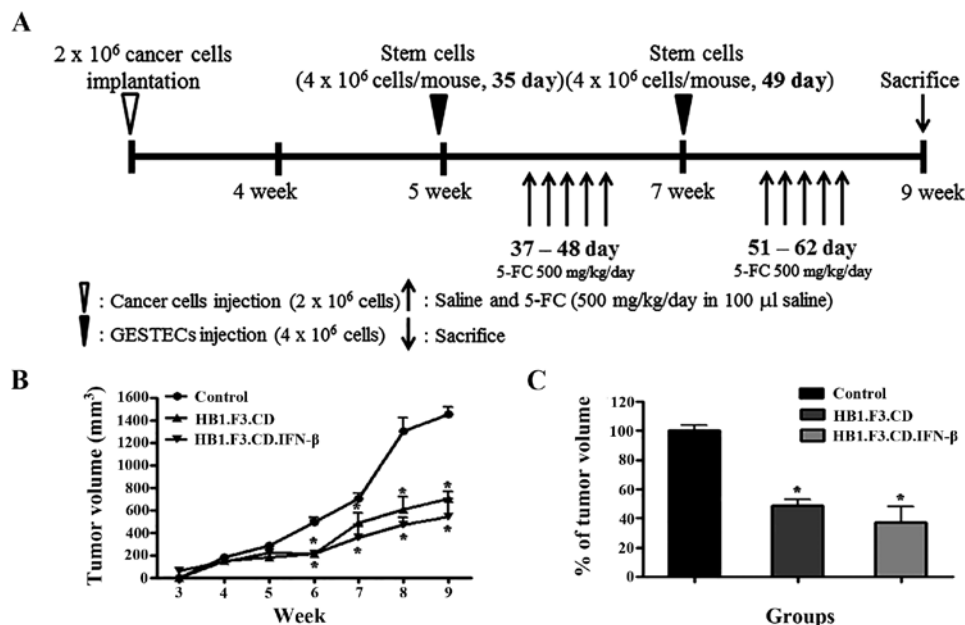 A
2 x 10⁶ cancer cells
implantation
Stem cells
(4 x 10⁶ cells/mouse, 35 day)
Stem cells
(4 x 10⁶ cells/mouse, 49 day)
Sacrifice
4 week
5 week
7 week
9 week
37 – 48 day
5-FC 500 mg/kg/day
51 – 62 day
5-FC 500 mg/kg/day
: Cancer cells injection (2 x 10⁶ cells)
: Saline and 5-FC (500 mg/kg/day in 100 µl saline)
: GESTECs injection (4 x 10⁶ cells)
: Sacrifice
B
Tumor volume (mm³)
1600
1400
1200
1000
800
600
400
200
0
Control
HB1.F3.CD
HB1.F3.CD.IFN-β
* * * *
* * * *
3 4 5 6 7 8 9
Week
C
% of tumor volume
120
100
80
60
40
20
0
Control
HB1.F3.CD
HB1.F3.CD.IFN-β
* *
Groups